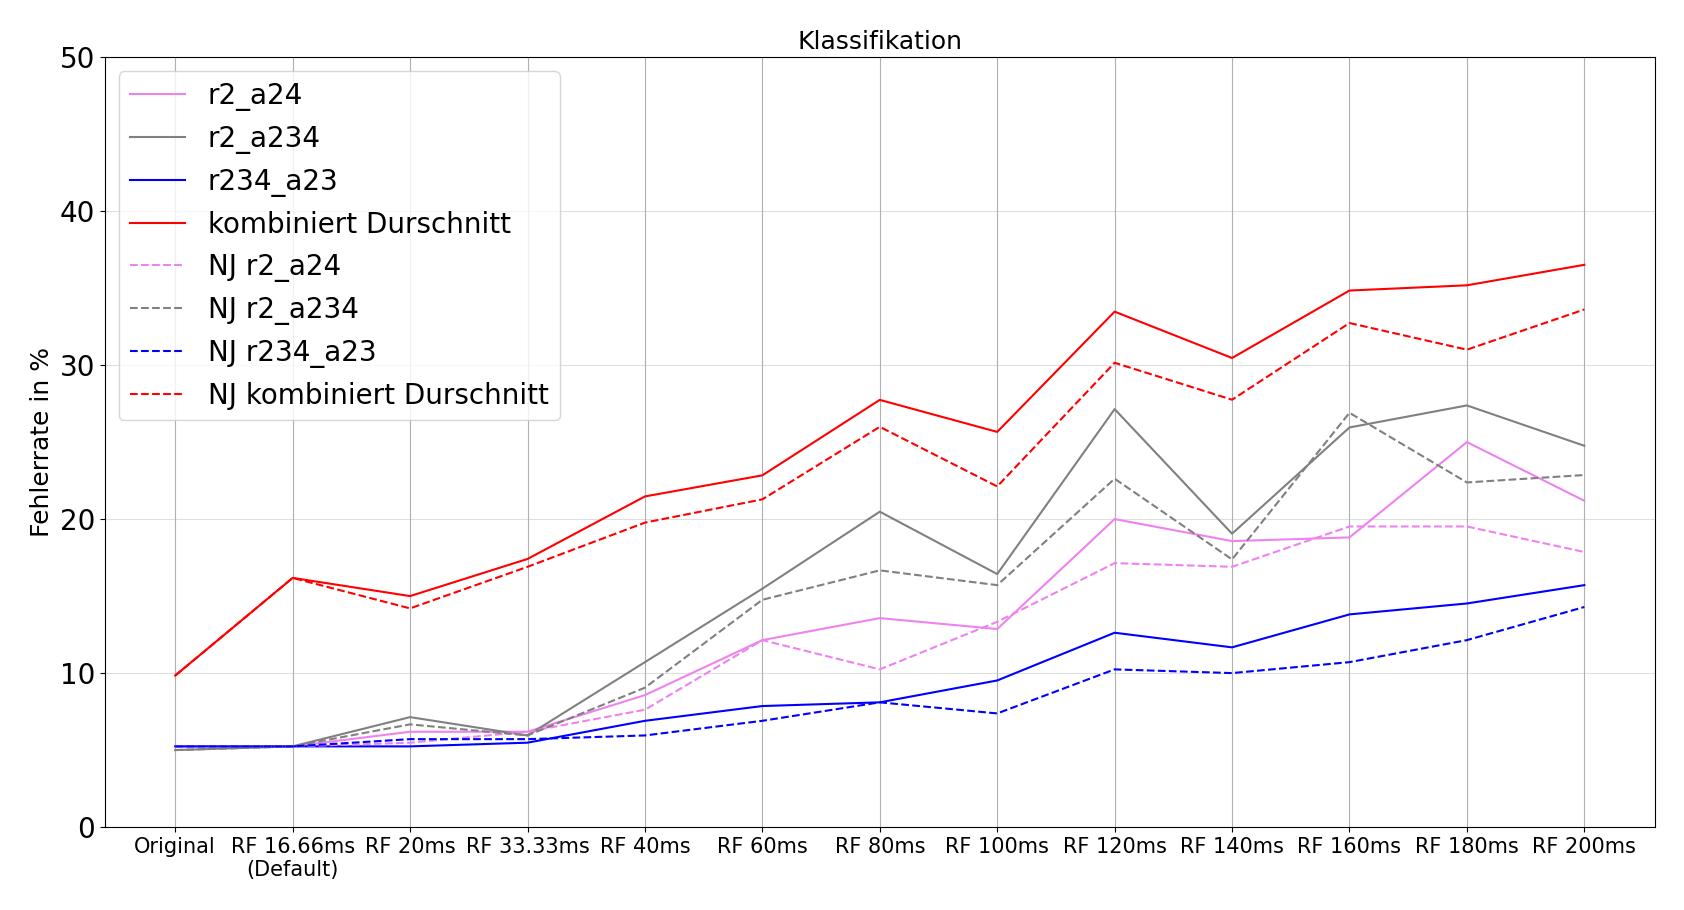 Klassifikation
50
40
30
20
10
0
Fehlerrate in %
r2_a24
r2_a234
r234_a23
kombiniert Durschnitt
NJ r2_a24
NJ r2_a234
NJ r234_a23
NJ kombiniert Durschnitt
Original
RF 16.66ms
(Default)
RF 20ms
RF 33.33ms
RF 40ms
RF 60ms
RF 80ms
RF 100ms
RF 120ms
RF 140ms
RF 160ms
RF 180ms
RF 200ms